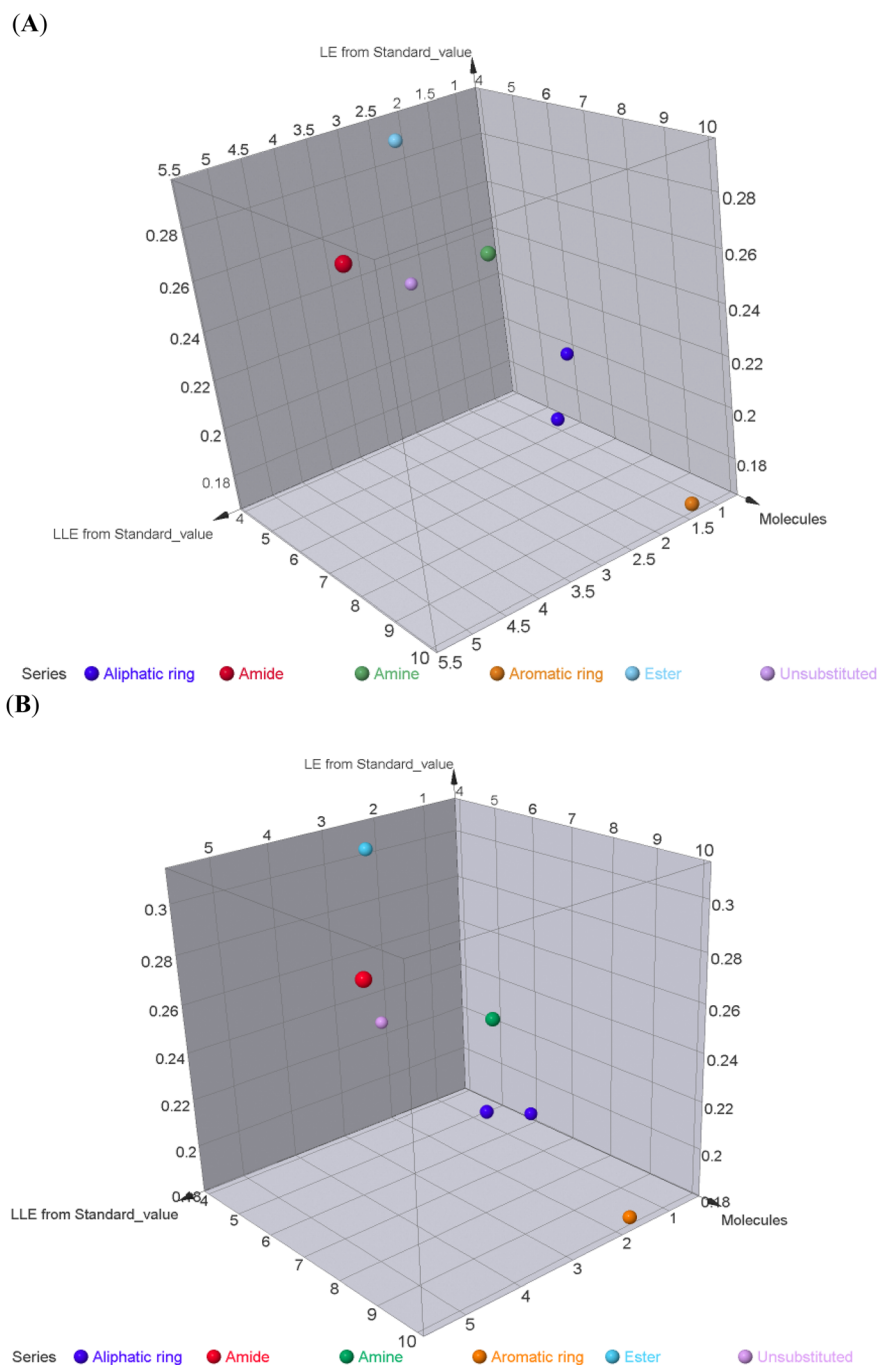 (A)
LE from Standard_value
4 5 6 7 8 9 10
5.5 5 4.5 4 3.5 3 2.5 2 1.5 1
0.28 0.28
0.26 0.26
0.24 0.24
0.22 0.22
0.2 0.2
0.18 0.18
LLE from Standard_value
Molecules
4 5 6 7 8 9 10
5.5 5 4.5 4 3.5 3 2.5 2 1.5 1
Series Aliphatic ring Amide Amine Aromatic ring Ester Unsubstituted
(B)
LE from Standard_value
5 4 3 2 1
4 5 6 7 8 9 10
0.3 0.3
0.28 0.28
0.26 0.26
0.24 0.24
0.22 0.22
0.2 0.2
0.18 0.18
LLE from Standard_value
Molecules
4 5 6 7 8 9 10
5 4 3 2 1
Series Aliphatic ring Amide Amine Aromatic ring Ester Unsubstituted